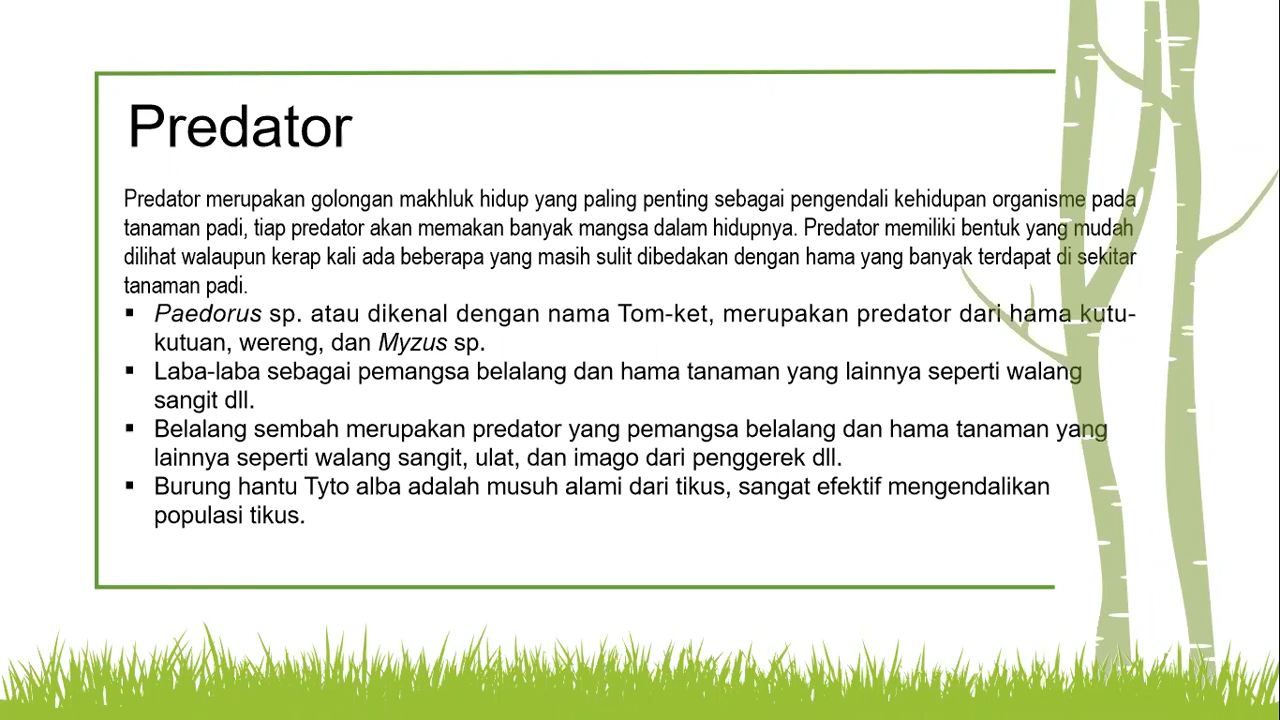 Predator
Predator merupakan golongan makhluk hidup yang paling penting sebagai pengendali kehidupan organisme pada
tanaman padi, tiap predator akan memakan banyak mangsa dalam hidupnya. Predator memiliki bentuk yang mudah
dilihat walaupun kerap kali ada beberapa yang masih sulit dibedakan dengan hama yang banyak terdapat di sekitar
tanaman padi.
▪ Paedorus sp. atau dikenal dengan nama Tom-ket, merupakan predator dari hama kutu-
kutuan, wereng, dan Myzus sp.
▪ Laba-laba sebagai pemangsa belalang dan hama tanaman yang lainnya seperti walang
sangit dll.
▪ Belalang sembah merupakan predator yang pemangsa belalang dan hama tanaman yang
lainnya seperti walang sangit, ulat, dan imago dari penggerek dll.
▪ Burung hantu Tyto alba adalah musuh alami dari tikus, sangat efektif mengendalikan
populasi tikus.